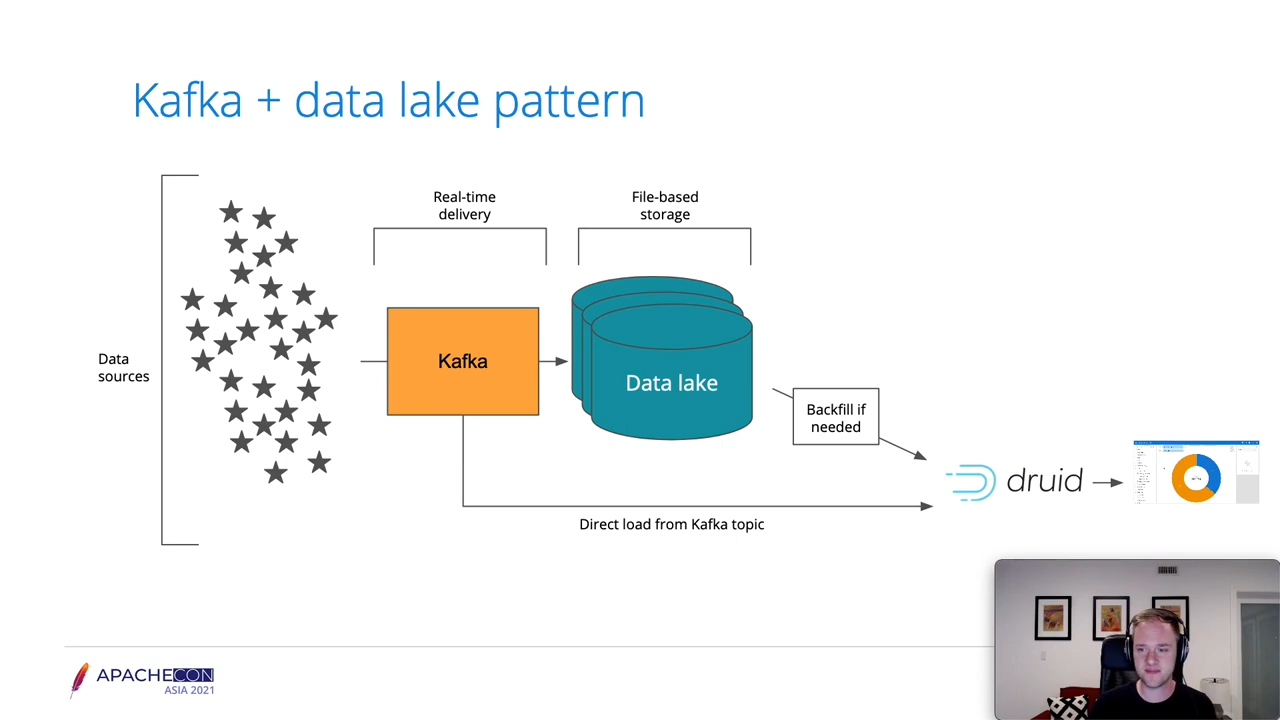 Kafka + data lake pattern
Real-time
delivery
File-based
storage
Data
sources
Kafka
Data lake
Backfill if
needed
druid
Direct load from Kafka topic
APACHECON
ASIA 2021